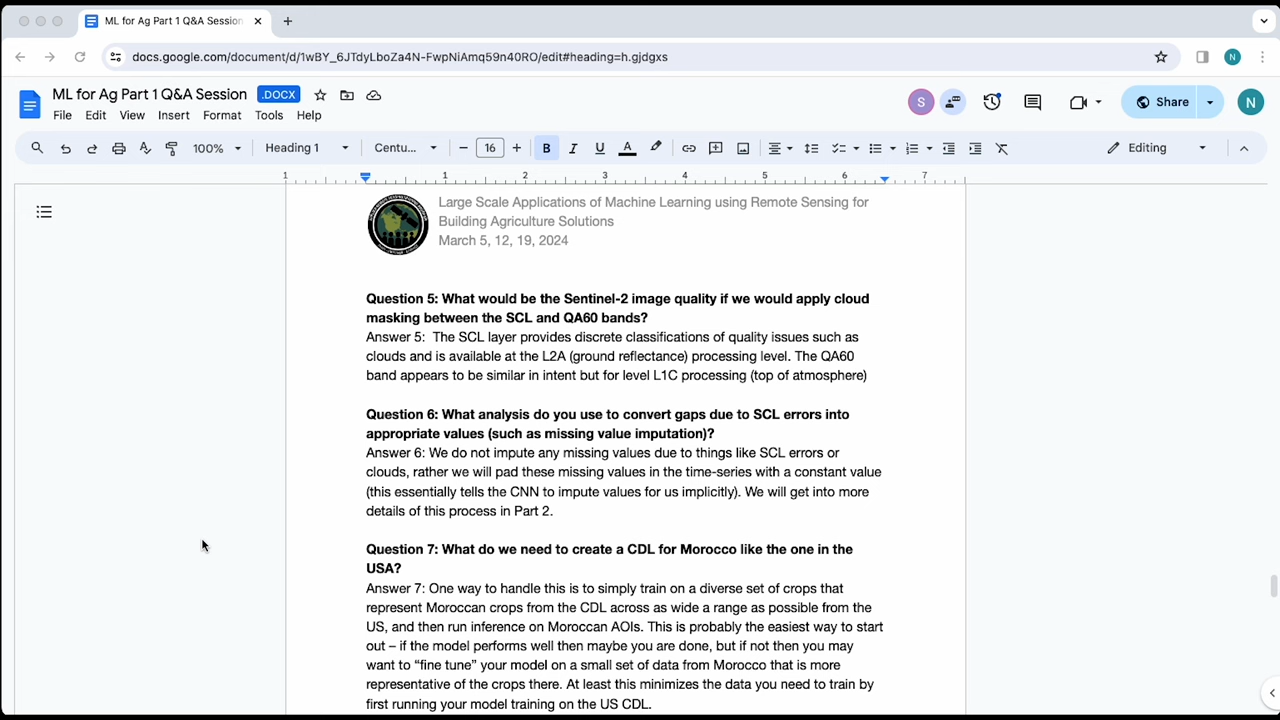 ML for Ag Part 1 Q&A Session
docs.google.com/document/d/1wBY_6JTdyLboZa4N-FwpNiAmq59n40RO/edit#heading=h.gjdgxs
N
ML for Ag Part 1 Q&A Session
.DOCX
File Edit View Insert Format Tools Help
S
Share
N
100%
Heading 1
Centu...
16
B
I
U
A
Editing
1 1 2 3 4 5 6 7
Large Scale Applications of Machine Learning using Remote Sensing for
Building Agriculture Solutions
March 5, 12, 19, 2024
Question 5: What would be the Sentinel-2 image quality if we would apply cloud
masking between the SCL and QA60 bands?
Answer 5: The SCL layer provides discrete classifications of quality issues such as
clouds and is available at the L2A (ground reflectance) processing level. The QA60
band appears to be similar in intent but for level L1C processing (top of atmosphere)
Question 6: What analysis do you use to convert gaps due to SCL errors into
appropriate values (such as missing value imputation)?
Answer 6: We do not impute any missing values due to things like SCL errors or
clouds, rather we will pad these missing values in the time-series with a constant value
(this essentially tells the CNN to impute values for us implicitly). We will get into more
details of this process in Part 2.
Question 7: What do we need to create a CDL for Morocco like the one in the
USA?
Answer 7: One way to handle this is to simply train on a diverse set of crops that
represent Moroccan crops from the CDL across as wide a range as possible from the
US, and then run inference on Moroccan AOIs. This is probably the easiest way to start
out – if the model performs well then maybe you are done, but if not then you may
want to “fine tune” your model on a small set of data from Morocco that is more
representative of the crops there. At least this minimizes the data you need to train by
first running your model training on the US CDL.